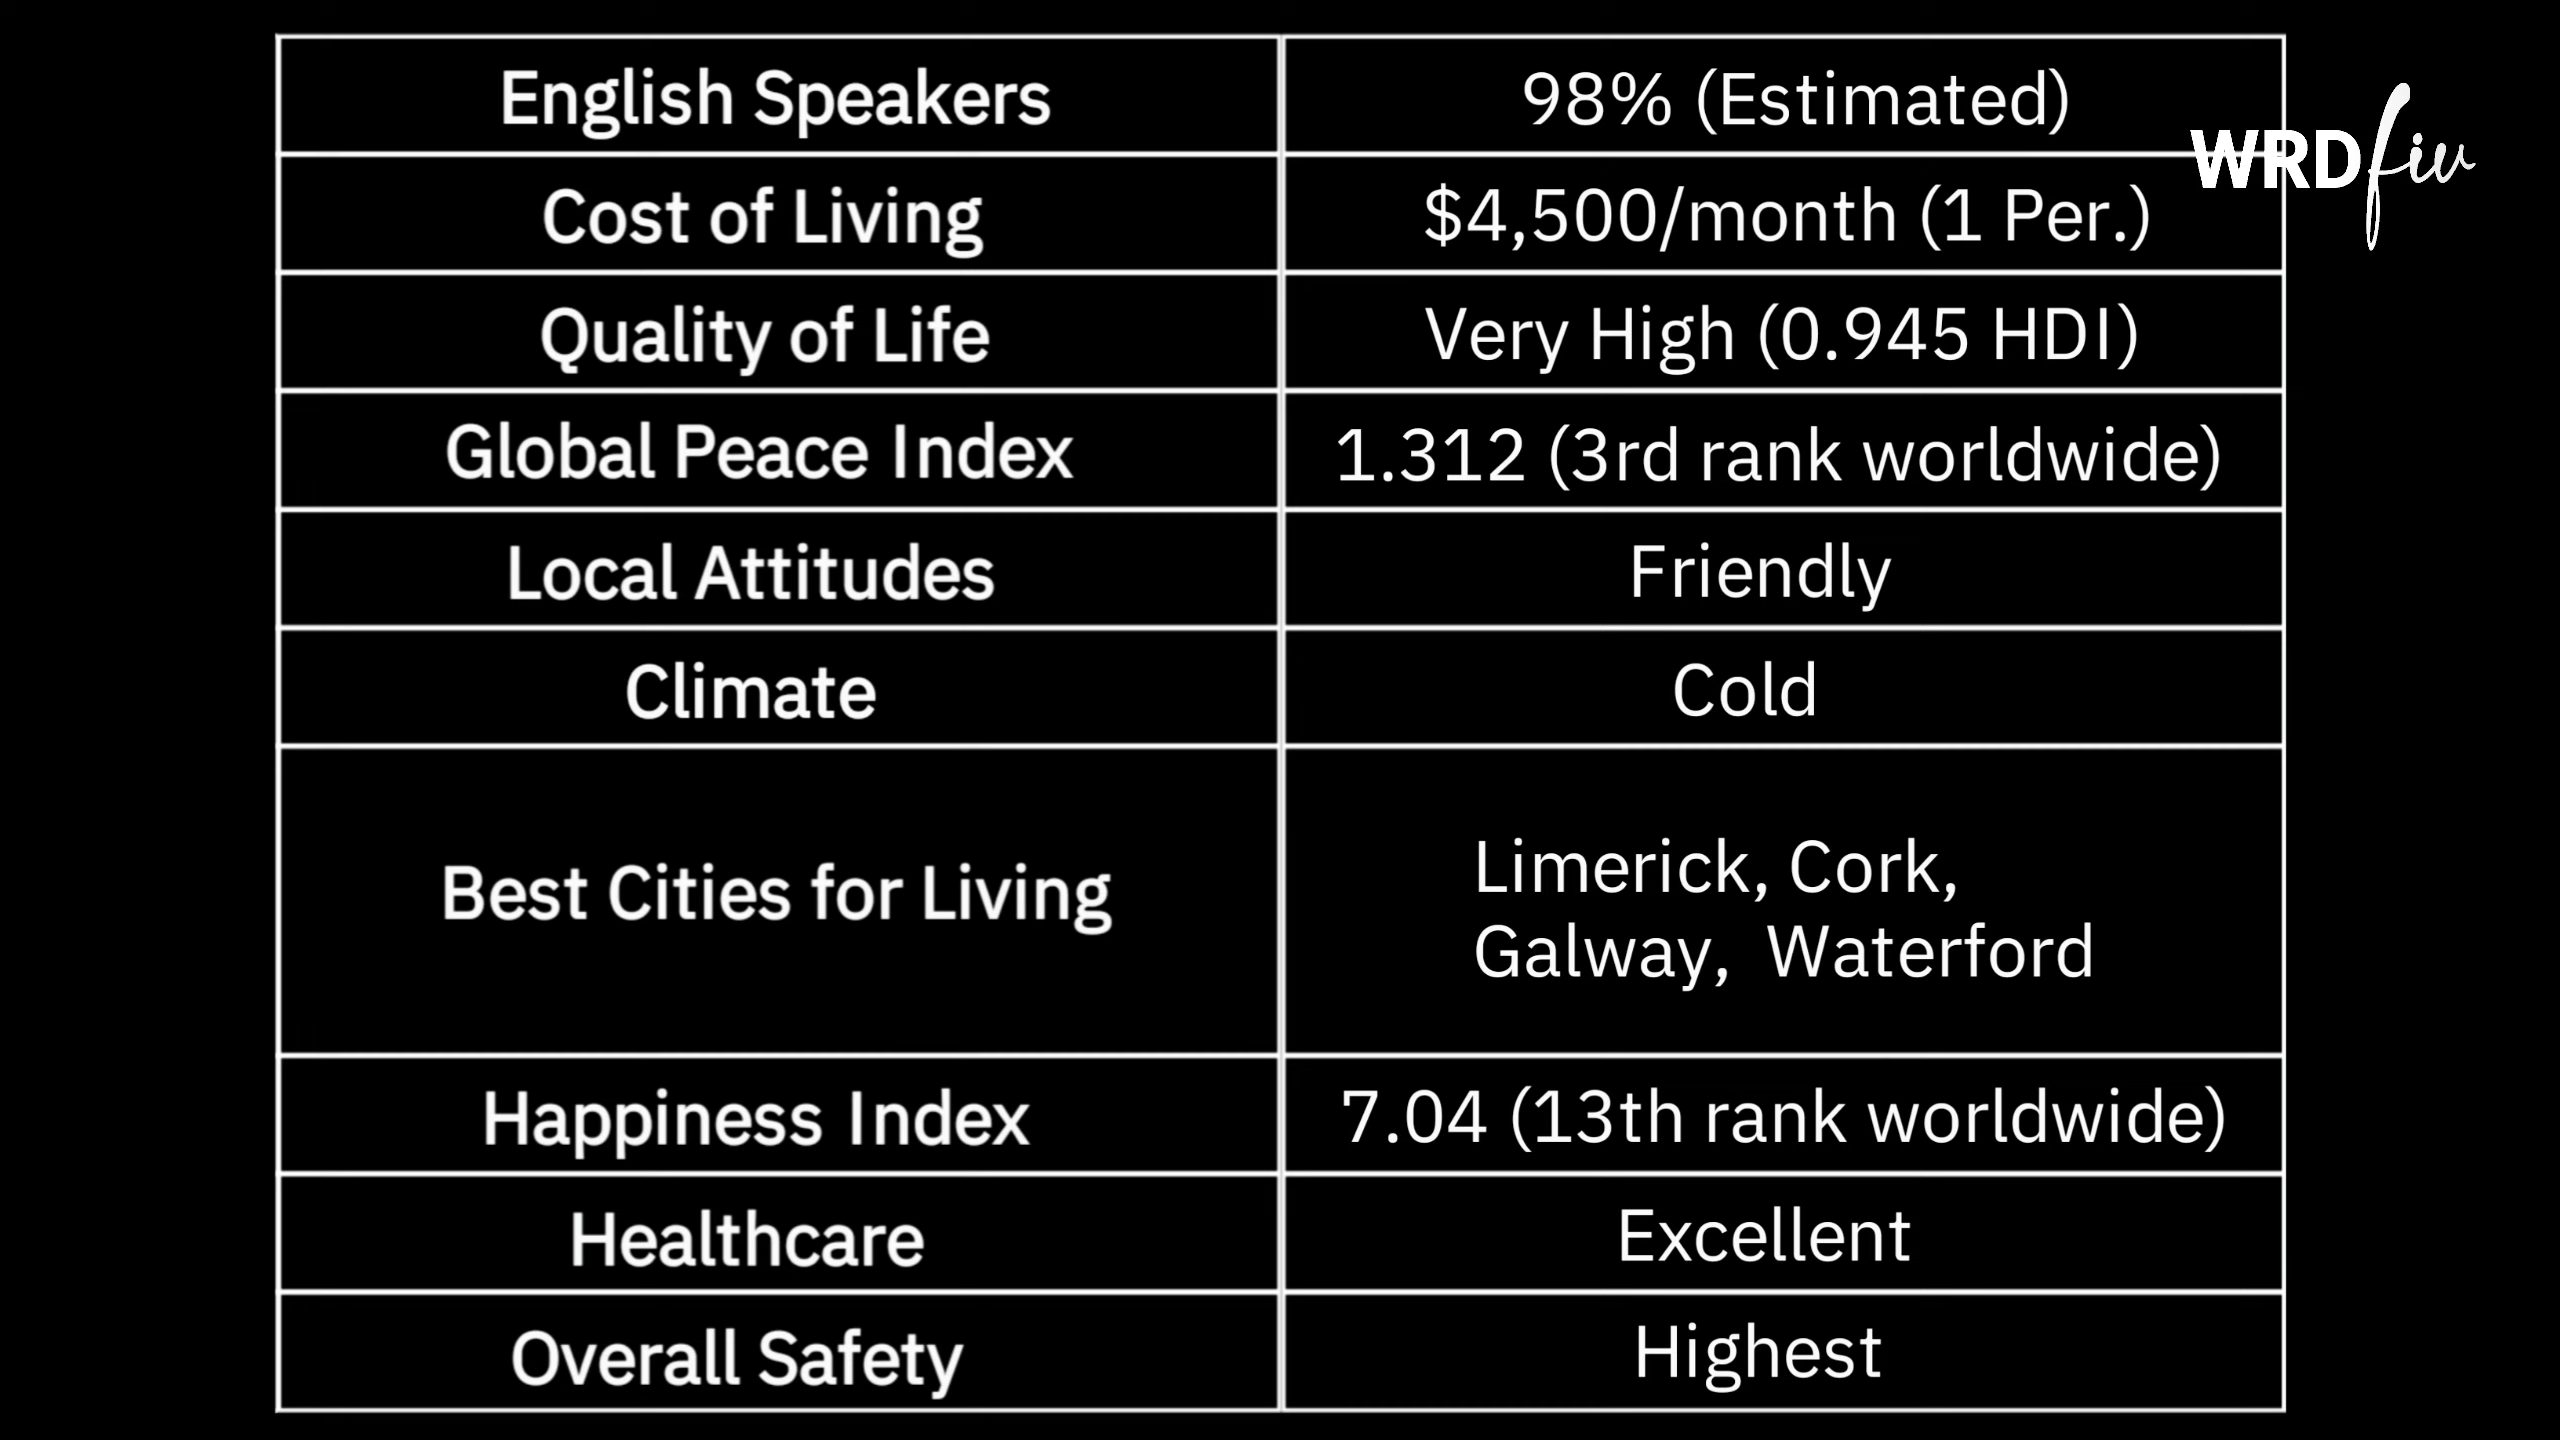 English Speakers 98% (Estimated)
WRDfiv
Cost of Living $4,500/month (1 Per.)
Quality of Life Very High (0.945 HDI)
Global Peace Index 1.312 (3rd rank worldwide)
Local Attitudes Friendly
Climate Cold
Best Cities for Living
Limerick, Cork,
Galway, Waterford
Happiness Index 7.04 (13th rank worldwide)
Healthcare Excellent
Overall Safety Highest